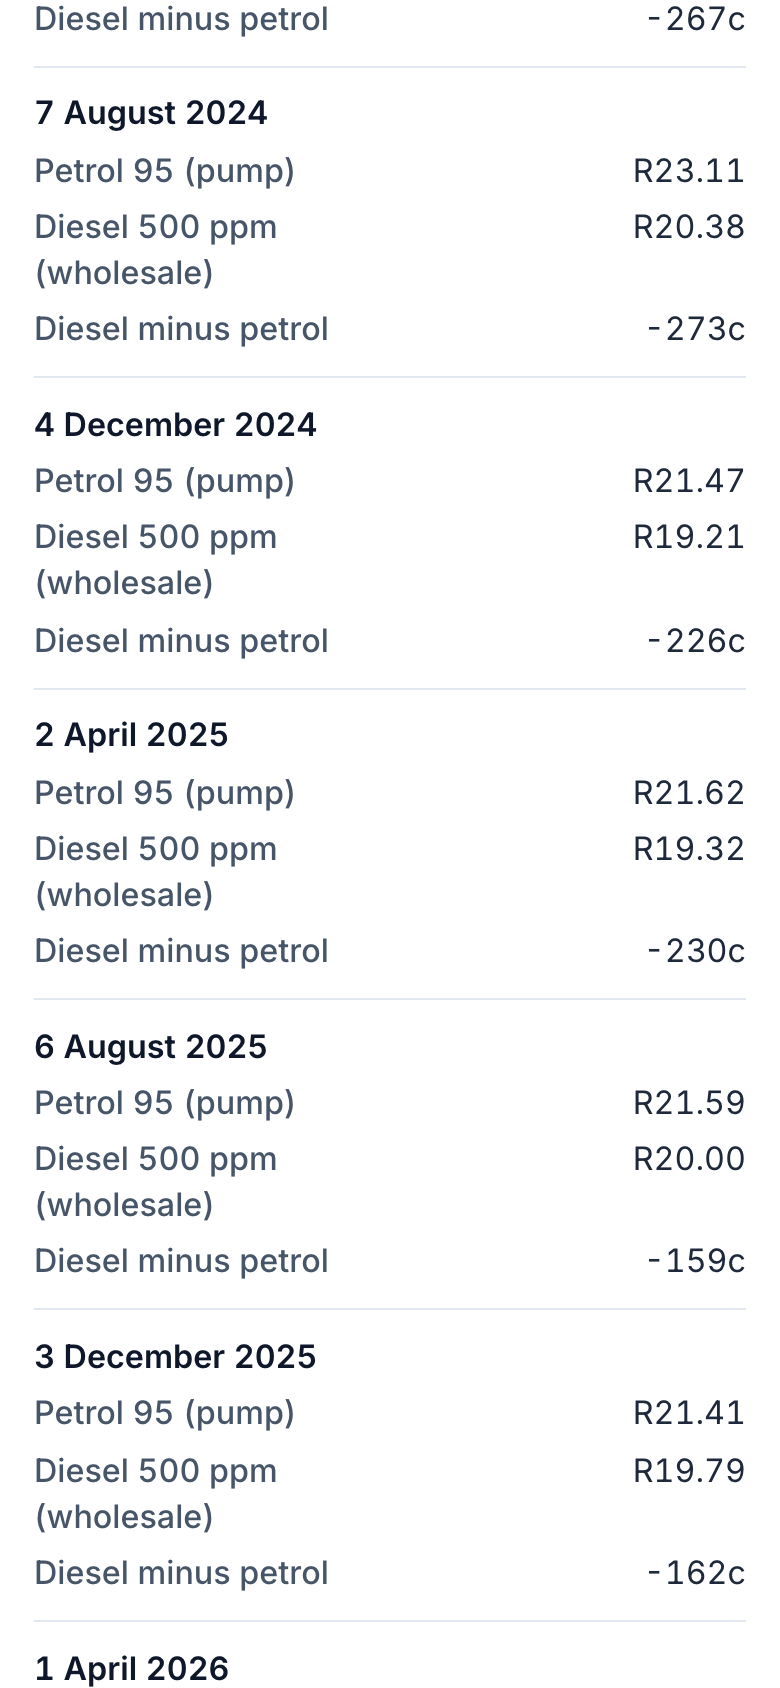 Diesel minus petrol -267c
7 August 2024
Petrol 95 (pump) R23.11
Diesel 500 ppm R20.38
(wholesale)
Diesel minus petrol -273c
4 December 2024
Petrol 95 (pump) R21.47
Diesel 500 ppm R19.21
(wholesale)
Diesel minus petrol -226c
2 April 2025
Petrol 95 (pump) R21.62
Diesel 500 ppm R19.32
(wholesale)
Diesel minus petrol -230c
6 August 2025
Petrol 95 (pump) R21.59
Diesel 500 ppm R20.00
(wholesale)
Diesel minus petrol -159c
3 December 2025
Petrol 95 (pump) R21.41
Diesel 500 ppm R19.79
(wholesale)
Diesel minus petrol -162c
1 April 2026